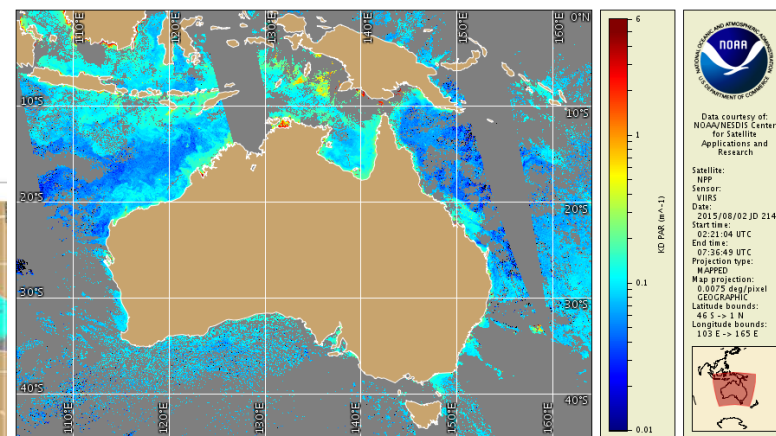 110°E
120°E
130°E
140°E
150°E
160°E
0°N
10°S
10°S
20°S
20°S
30°S
30°S
40°S
40°S
110°E
120°E
130°E
140°E
150°E
160°E
6
1
0.1
0.01
KD PAR (m^-1)
NATIONAL OCEANIC AND ATMOSPHERIC ADMINISTRATION
NOAA
U.S. DEPARTMENT OF COMMERCE
Data courtesy of:
NOAA/NESDIS Center
for Satellite
Applications and
Research
Satellite:
NPP
Sensor:
VIIRS
Date:
2015/08/02 JD 214
Start time:
02:21:04 UTC
End time:
07:36:49 UTC
Projection type:
MAPPED
Map projection:
0.0075 deg/pixel
GEOGRAPHIC
Latitude bounds:
46 S -> 1 N
Longitude bounds:
103 E -> 165 E